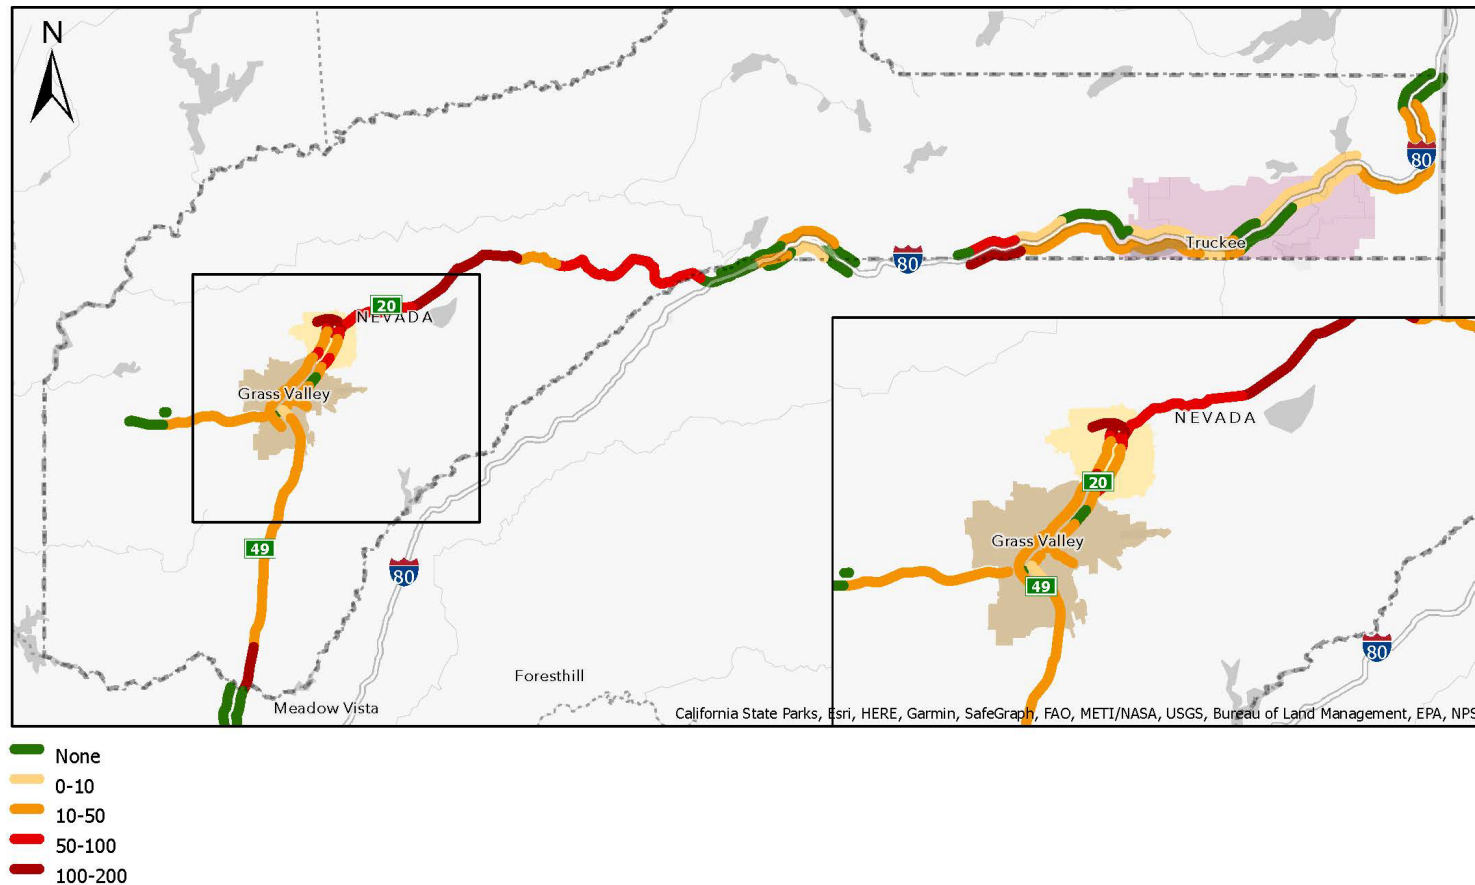 N
80
80
Truckee
20
NEVADA
Grass Valley
NEVADA
20
Grass Valley
49
49
80
80
Foresthill
Meadow Vista
California State Parks, Esri, HERE, Garmin, SafeGraph, FAO, METI/NASA, USGS, Bureau of Land Management, EPA, NPS
None
0-10
10-50
50-100
100-200